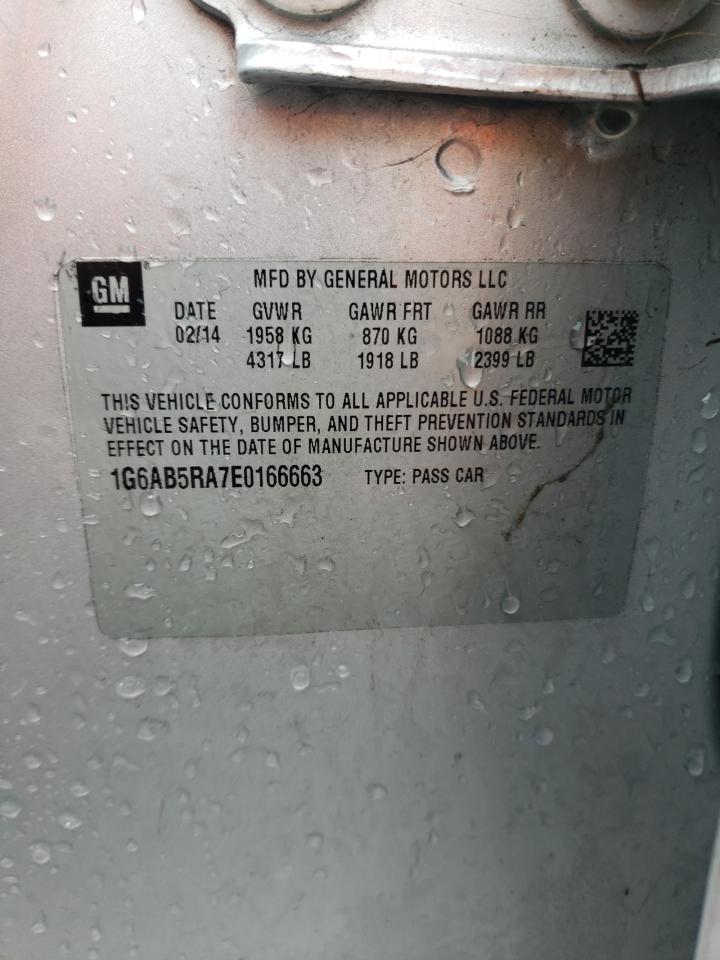 GM
MFD BY GENERAL MOTORS LLC
DATE GVWR GAWR FRT GAWR RR
02/14 1958 KG 870 KG 1088 KG
4317 LB 1918 LB 2399 LB
THIS VEHICLE CONFORMS TO ALL APPLICABLE U.S. FEDERAL MOTOR
VEHICLE SAFETY, BUMPER, AND THEFT PREVENTION STANDARDS IN
EFFECT ON THE DATE OF MANUFACTURE SHOWN ABOVE.
1G6AB5RA7E0166663 TYPE: PASS CAR